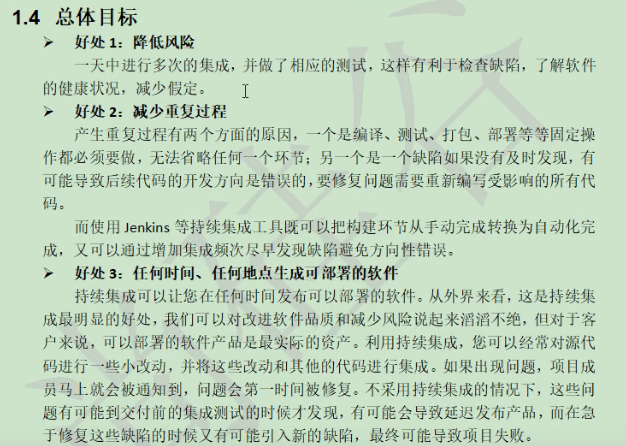 1.4 总体目标
➢ 好处 1：降低风险
一天中进行多次的集成，并做了相应的测试，这样有利于检查缺陷，了解软件
的健康状况，减少假定。
➢ 好处 2：减少重复过程
产生重复过程有两个方面的原因，一个是编译、测试、打包、部署等等固定操
作都必须要做，无法省略任何一个环节；另一个是一个缺陷如果没有及时发现，有
可能导致后续代码的开发方向是错误的，要修复问题需要重新编写受影响的所有代
码。
而使用 Jenkins 等持续集成工具既可以把构建环节从手动完成转换为自动化完
成，又可以通过增加集成频次尽早发现缺陷避免方向性错误。
➢ 好处 3：任何时间、任何地点生成可部署的软件
持续集成可以让您在任何时间发布可以部署的软件。从外界来看，这是持续集
成最明显的好处，我们可以对改进软件品质和减少风险说起来滔滔不绝，但对于客
户来说，可以部署的软件产品是最实际的资产。利用持续集成，您可以经常对源代
码进行一些小改动，并将这些改动和其他的代码进行集成。如果出现问题，项目成
员马上就会被通知到，问题会第一时间被修复。不采用持续集成的情况下，这些问
题有可能到交付前的集成测试的时候才发现，有可能会导致延迟发布产品，而在急
于修复这些缺陷的时候又有可能引入新的缺陷，最终可能导致项目失败。